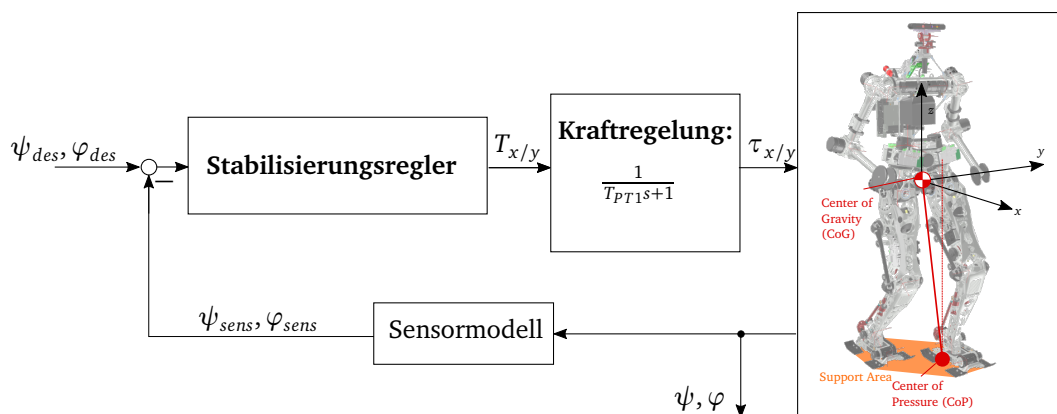 ψ_des, φ_des
Stabilisierungsregler
T_x/y
Kraftregelung:
1
T_PT1 s+1
τ_x/y
z
y
x
Center of
Gravity
(CoG)
ψ_sens, φ_sens
Sensormodell
ψ, φ
Support Area
Center of
Pressure (CoP)